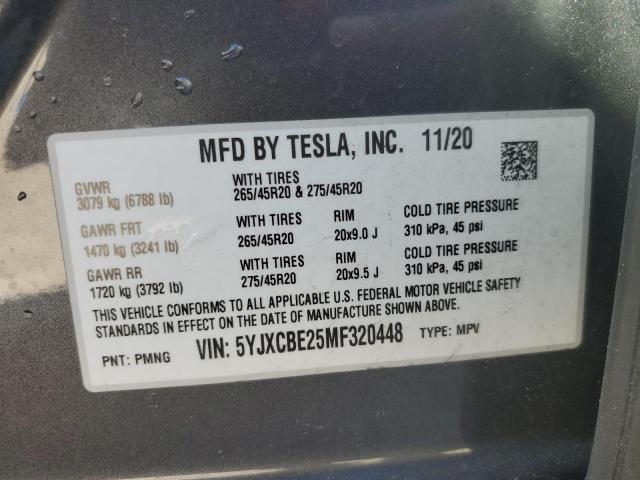 MFD BY TESLA, INC. 11/20
GVWR
3079 kg (6788 lb)
WITH TIRES
265/45R20 & 275/45R20
GAWR FRT
1470 kg (3241 lb)
WITH TIRES
265/45R20
RIM
20x9.0 J
COLD TIRE PRESSURE
310 kPa, 45 psi
GAWR RR
1720 kg (3792 lb)
WITH TIRES
275/45R20
RIM
20x9.5 J
COLD TIRE PRESSURE
310 kPa, 45 psi
THIS VEHICLE CONFORMS TO ALL APPLICABLE U.S. FEDERAL MOTOR VEHICLE SAFETY
STANDARDS IN EFFECT ON THE DATE OF MANUFACTURE SHOWN ABOVE.
PNT: PMNG VIN: 5YJXCBE25MF320448 TYPE: MPV